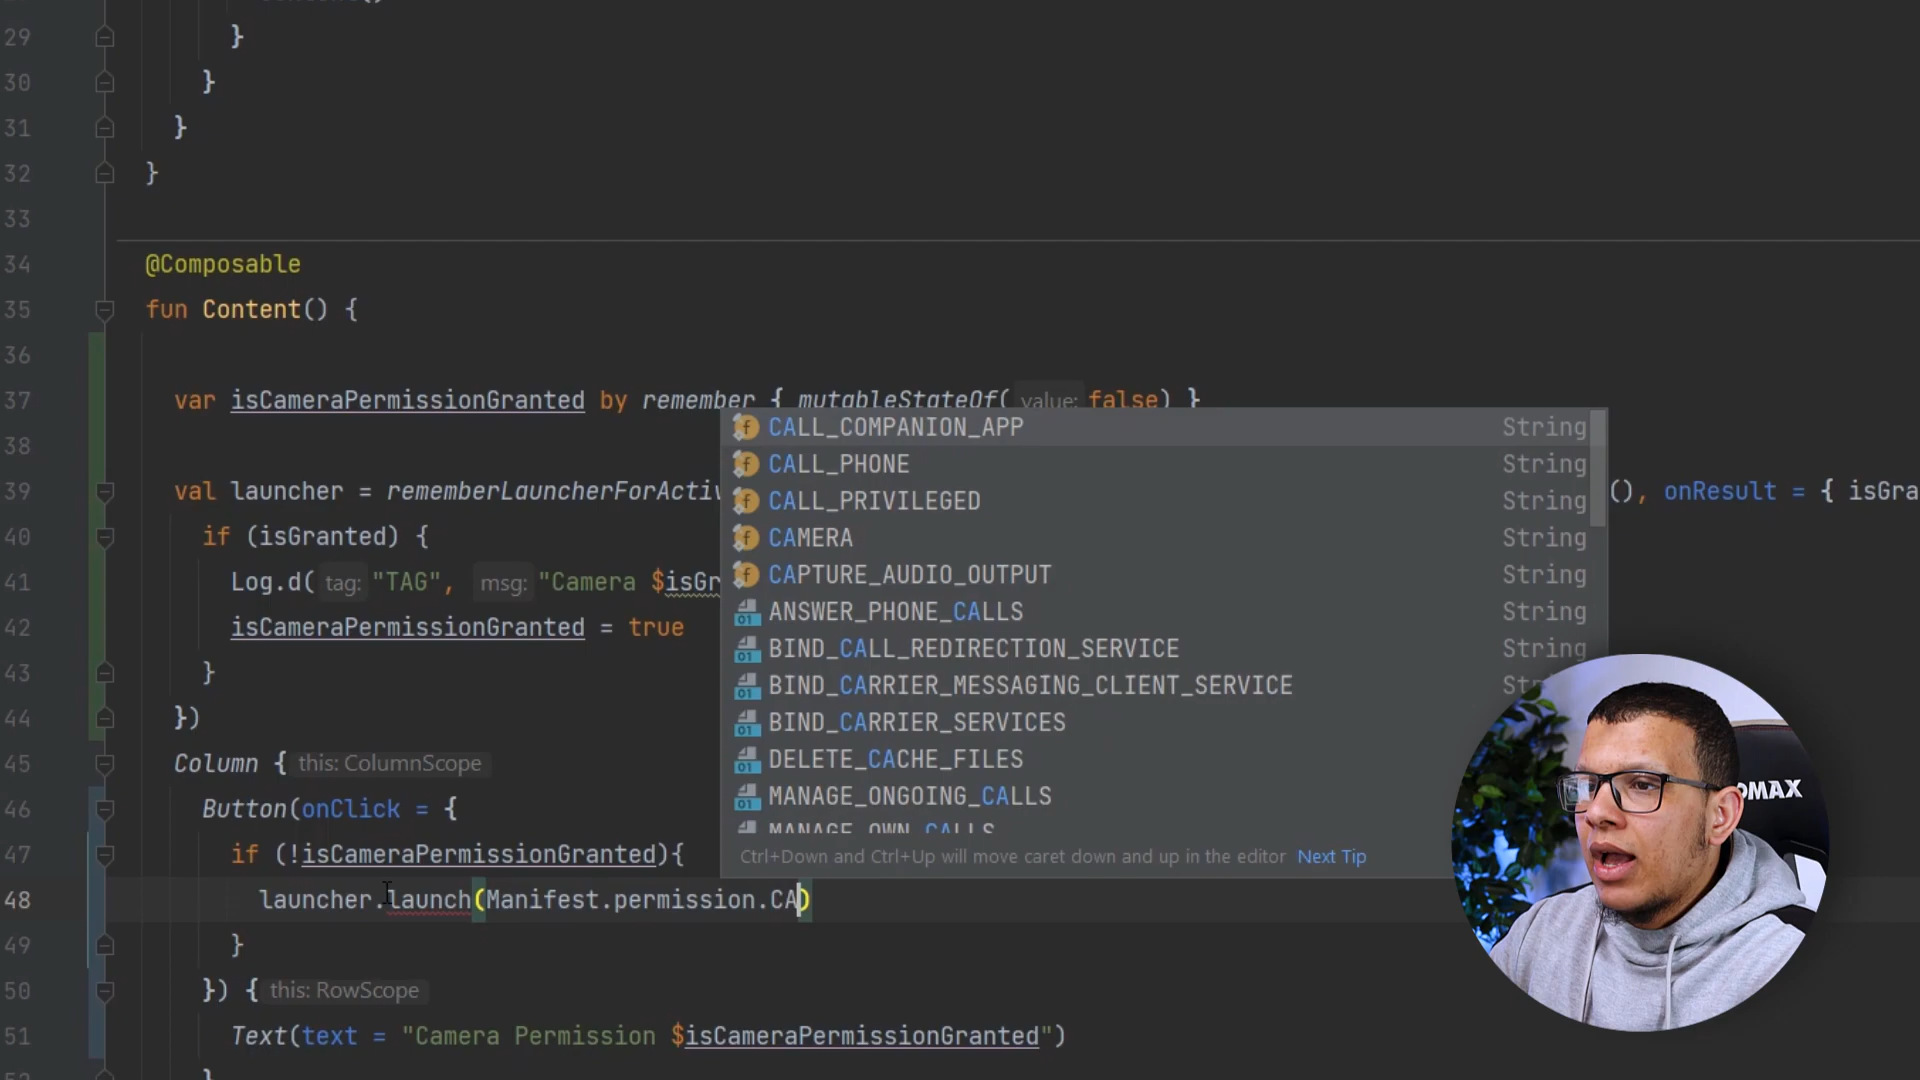 29 }
30 }
31 }
32 }
33
34 @Composable
35 fun Content() {
36
37 var isCameraPermissionGranted by remember { mutableStateOf( value: false) }
38
39 val launcher = rememberLauncherForActiv (), onResult = { isGra
40 if (isGranted) {
41 Log.d( tag: "TAG", msg: "Camera $isGr
42 isCameraPermissionGranted = true
43 }
44 })
45 Column { this: ColumnScope
46 Button(onClick = {
47 if (!isCameraPermissionGranted){
48 launcher.launch(Manifest.permission.CA)
49 }
50 }) { this: RowScope
51 Text(text = "Camera Permission $isCameraPermissionGranted")
}
CALL_COMPANION_APP String
CALL_PHONE String
CALL_PRIVILEGED String
CAMERA String
CAPTURE_AUDIO_OUTPUT String
ANSWER_PHONE_CALLS String
BIND_CALL_REDIRECTION_SERVICE String
BIND_CARRIER_MESSAGING_CLIENT_SERVICE Str
BIND_CARRIER_SERVICES
DELETE_CACHE_FILES
MANAGE_ONGOING_CALLS
MANAGE_OWN_CALLS
Ctrl+Down and Ctrl+Up will move caret down and up in the editor Next Tip
OMAX